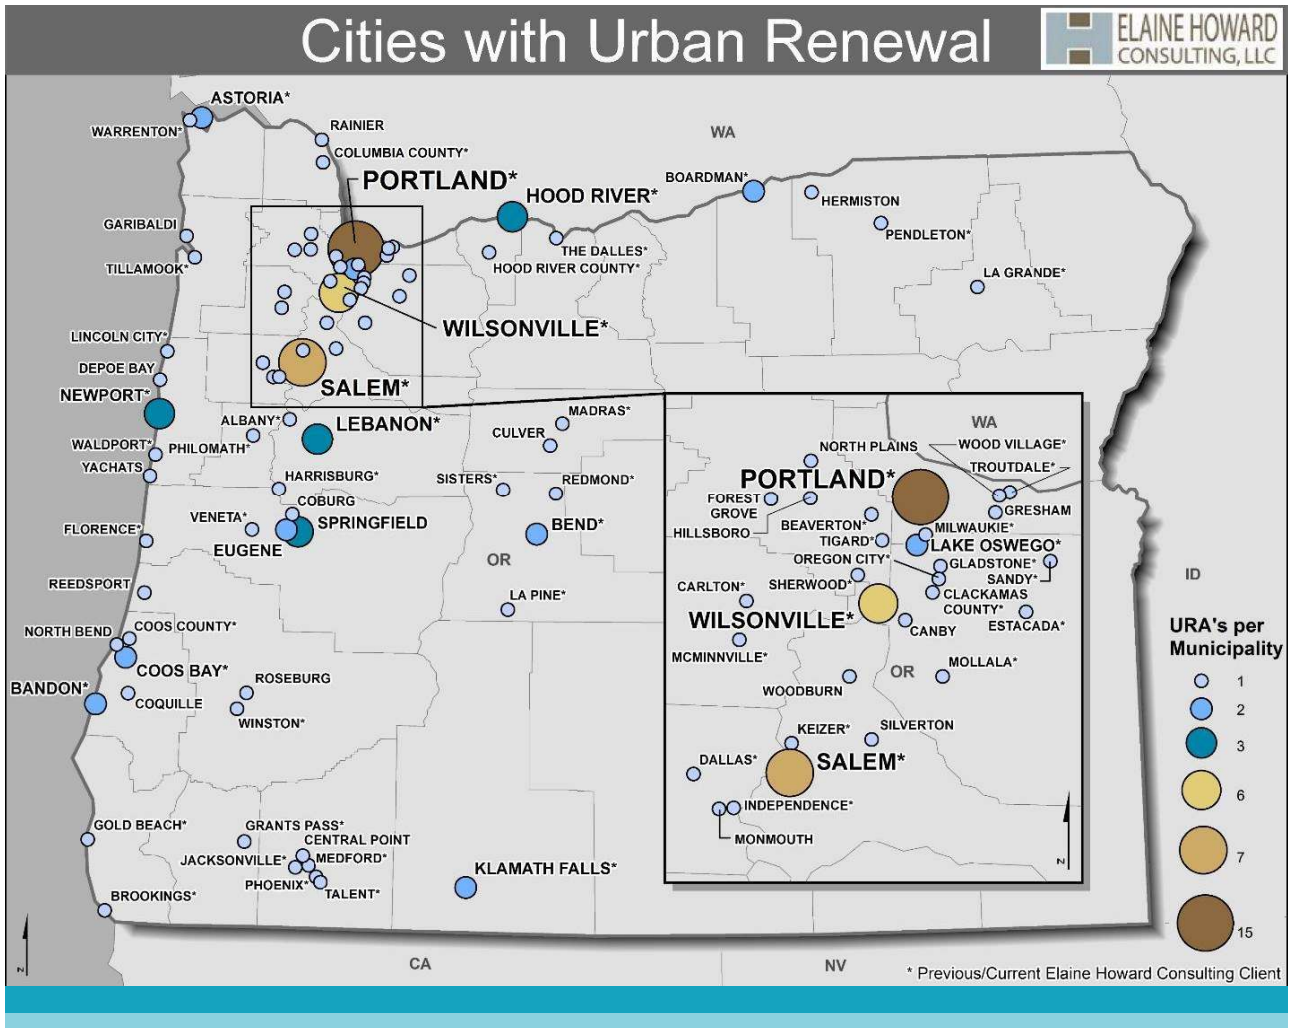 Cities with Urban Renewal
ELAINE HOWARD
CONSULTING, LLC
ASTORIA*
WARRENTON*
RAINIER
COLUMBIA COUNTY*
WA
PORTLAND*
HOOD RIVER*
BOARDMAN*
HERMISTON
PENDLETON*
GARIBALDI
TILLAMOOK*
THE DALLES*
HOOD RIVER COUNTY*
LA GRANDE*
WILSONVILLE*
LINCOLN CITY*
DEPOE BAY
NEWPORT*
SALEM*
ALBANY*
LEBANON*
MADRAS*
CULVER
WALDPORT*
PHILOMATH*
YACHATS
HARRISBURG*
SISTERS*
REDMOND*
COBURG
VENETA*
SPRINGFIELD
FLORENCE*
EUGENE
BEND*
OR
REEDSPORT
LA PINE*
NORTH BEND
COOS COUNTY*
COOS BAY*
BANDON*
COQUILLE
ROSEBURG
WINSTON*
GOLD BEACH*
GRANTS PASS*
CENTRAL POINT
JACKSONVILLE*
MEDFORD*
PHOENIX*
TALENT*
KLAMATH FALLS*
BROOKINGS*
N
CA
NV
ID
WA
NORTH PLAINS
WOOD VILLAGE*
TROUTDALE*
PORTLAND*
FOREST
GROVE
GRESHAM
HILLSBORO
BEAVERTON*
MILWAUKIE*
TIGARD*
LAKE OSWEGO*
OREGON CITY*
GLADSTONE*
SANDY*
CARLTON*
SHERWOOD*
CLACKAMAS
COUNTY*
WILSONVILLE*
ESTACADA*
CANBY
MCMINNVILLE*
MOLLALA*
OR
WOODBURN
KEIZER*
SILVERTON
DALLAS*
SALEM*
INDEPENDENCE*
MONMOUTH
N
URA's per
Municipality
1
2
3
6
7
15
* Previous/Current Elaine Howard Consulting Client